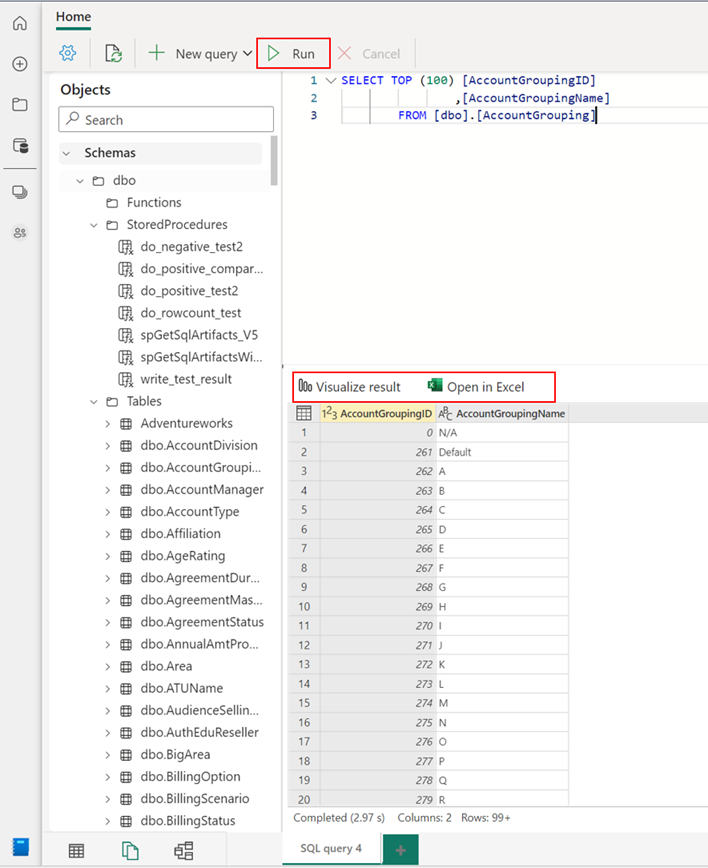 Home
New query
Run
Cancel
Objects
Search
Schemas
dbo
Functions
StoredProcedures
do_negative_test2
do_positive_compar...
do_positive_test2
do_rowcount_test
spGetSqlArtifacts_V5
spGetSqlArtifactsWi...
write_test_result
Tables
Adventureworks
dbo.AccountDivision
dbo.AccountGroupi...
dbo.AccountManager
dbo.AccountType
dbo.Affiliation
dbo.AgeRating
dbo.AgreementDur...
dbo.AgreementMas...
dbo.AgreementStatus
dbo.AnnualAmtPro...
dbo.Area
dbo.ATUName
dbo.AudienceSellin...
dbo.AuthEduReseller
dbo.BigArea
dbo.BillingOption
dbo.BillingScenario
dbo.BillingStatus
1 SELECT TOP (100) [AccountGroupingID]
2 ,[AccountGroupingName]
3 FROM [dbo].[AccountGrouping]
Visualize result Open in Excel
123 AccountGroupingID ABC AccountGroupingName
1 0 N/A
2 261 Default
3 262 A
4 263 B
5 264 C
6 265 D
7 266 E
8 267 F
9 268 G
10 269 H
11 270 I
12 271 J
13 272 K
14 273 L
15 274 M
16 275 N
17 276 O
18 277 P
19 278 Q
20 279 R
Completed (2.97 s) Columns: 2 Rows: 99+
SQL query 4